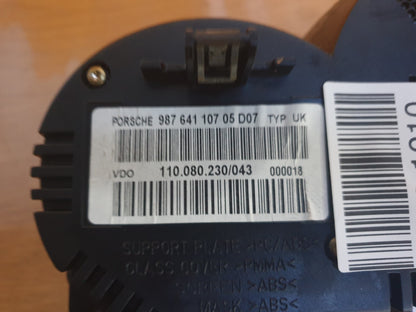 PORSCHE 987 641 107 05 D07 TYP UK
VDO 110.080.230/043 000018
SUPPORT PLATE >PC/ABS<
GLASS COVER >PMMA<
SCREEN >ABS<
MASK >ABS<